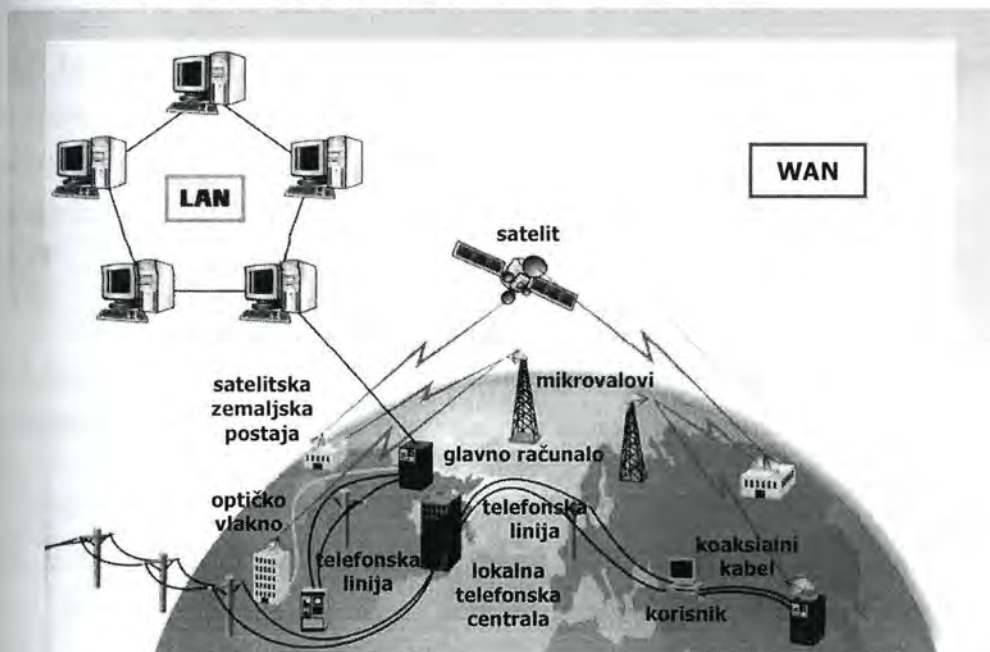 LAN
WAN
satelit
satelitska
zemaljska
postaja
mikrovalovi
glavno računalo
optičko
vlakno
telefonska
linija
telefonska
linija
lokalna
telefonska
centrala
koaksialni
kabel
korisnik